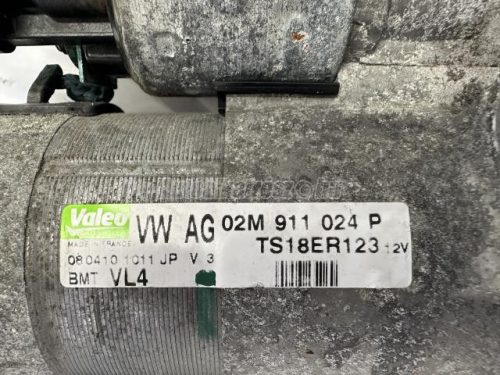 Valeo VW AG 02M 911 024 P
MADE IN FRANCE TS18ER123 12V
080410 1011 JP V 3
BMT VL4